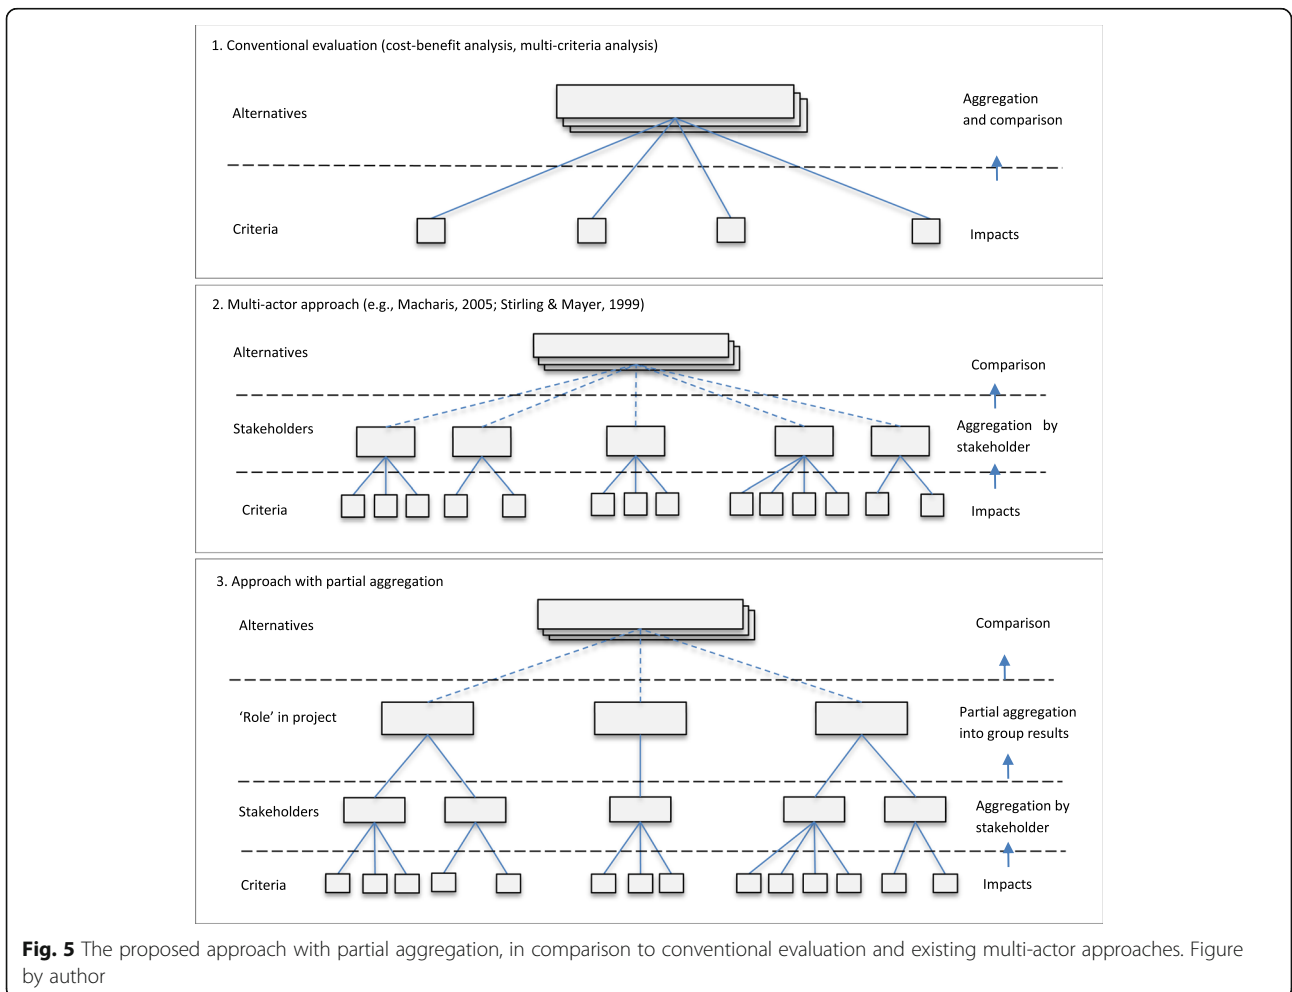 1. Conventional evaluation (cost-benefit analysis, multi-criteria analysis)
Alternatives
Aggregation
and comparison
Criteria
Impacts
2. Multi-actor approach (e.g., Macharis, 2005; Stirling & Mayer, 1999)
Alternatives
Comparison
Stakeholders
Aggregation by
stakeholder
Criteria
Impacts
3. Approach with partial aggregation
Alternatives
Comparison
‘Role’ in project
Partial aggregation
into group results
Stakeholders
Aggregation by
stakeholder
Criteria
Impacts
Fig. 5 The proposed approach with partial aggregation, in comparison to conventional evaluation and existing multi-actor approaches. Figure
by author